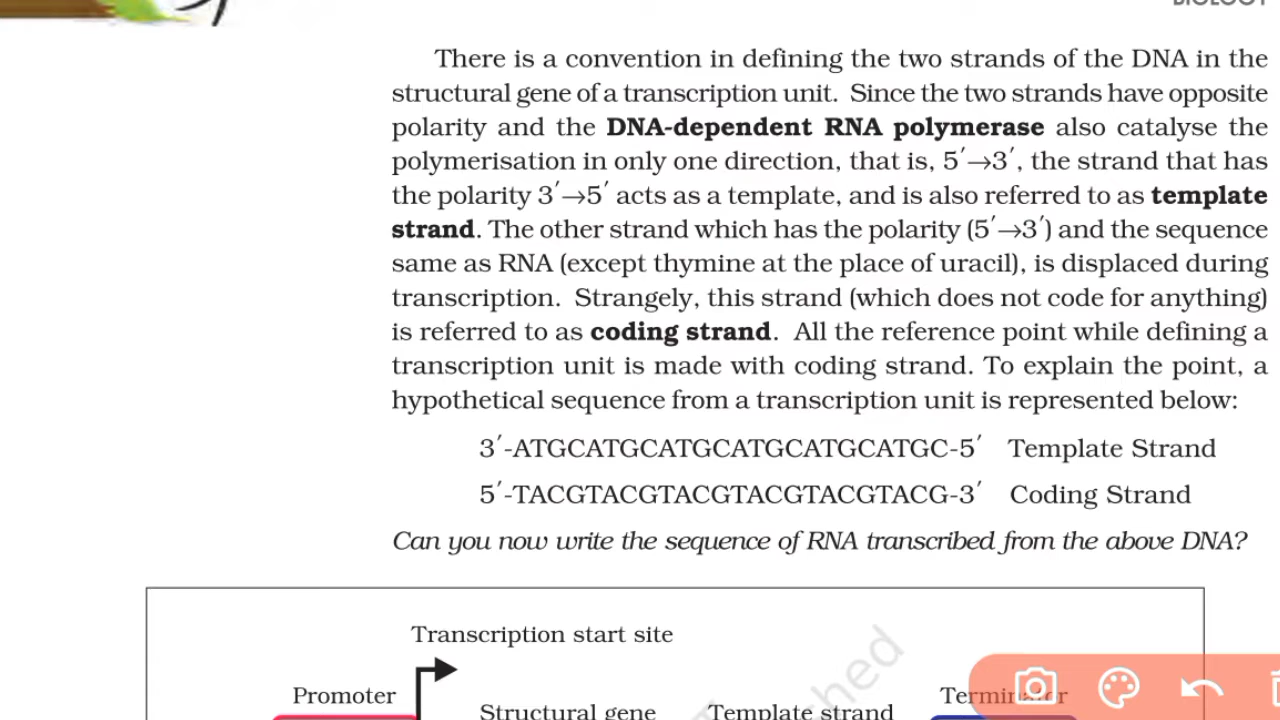 BIOLOGY
There is a convention in defining the two strands of the DNA in the
structural gene of a transcription unit. Since the two strands have opposite
polarity and the DNA-dependent RNA polymerase also catalyse the
polymerisation in only one direction, that is, 5′→3′, the strand that has
the polarity 3′→5′ acts as a template, and is also referred to as template
strand. The other strand which has the polarity (5′→3′) and the sequence
same as RNA (except thymine at the place of uracil), is displaced during
transcription. Strangely, this strand (which does not code for anything)
is referred to as coding strand. All the reference point while defining a
transcription unit is made with coding strand. To explain the point, a
hypothetical sequence from a transcription unit is represented below:
3′-ATGCATGCATGCATGCATGCATGC-5′ Template Strand
5′-TACGTACGTACGTACGTACGTACG-3′ Coding Strand
Can you now write the sequence of RNA transcribed from the above DNA?
Transcription start site
Promoter
Terminator
Structural gene
Template strand